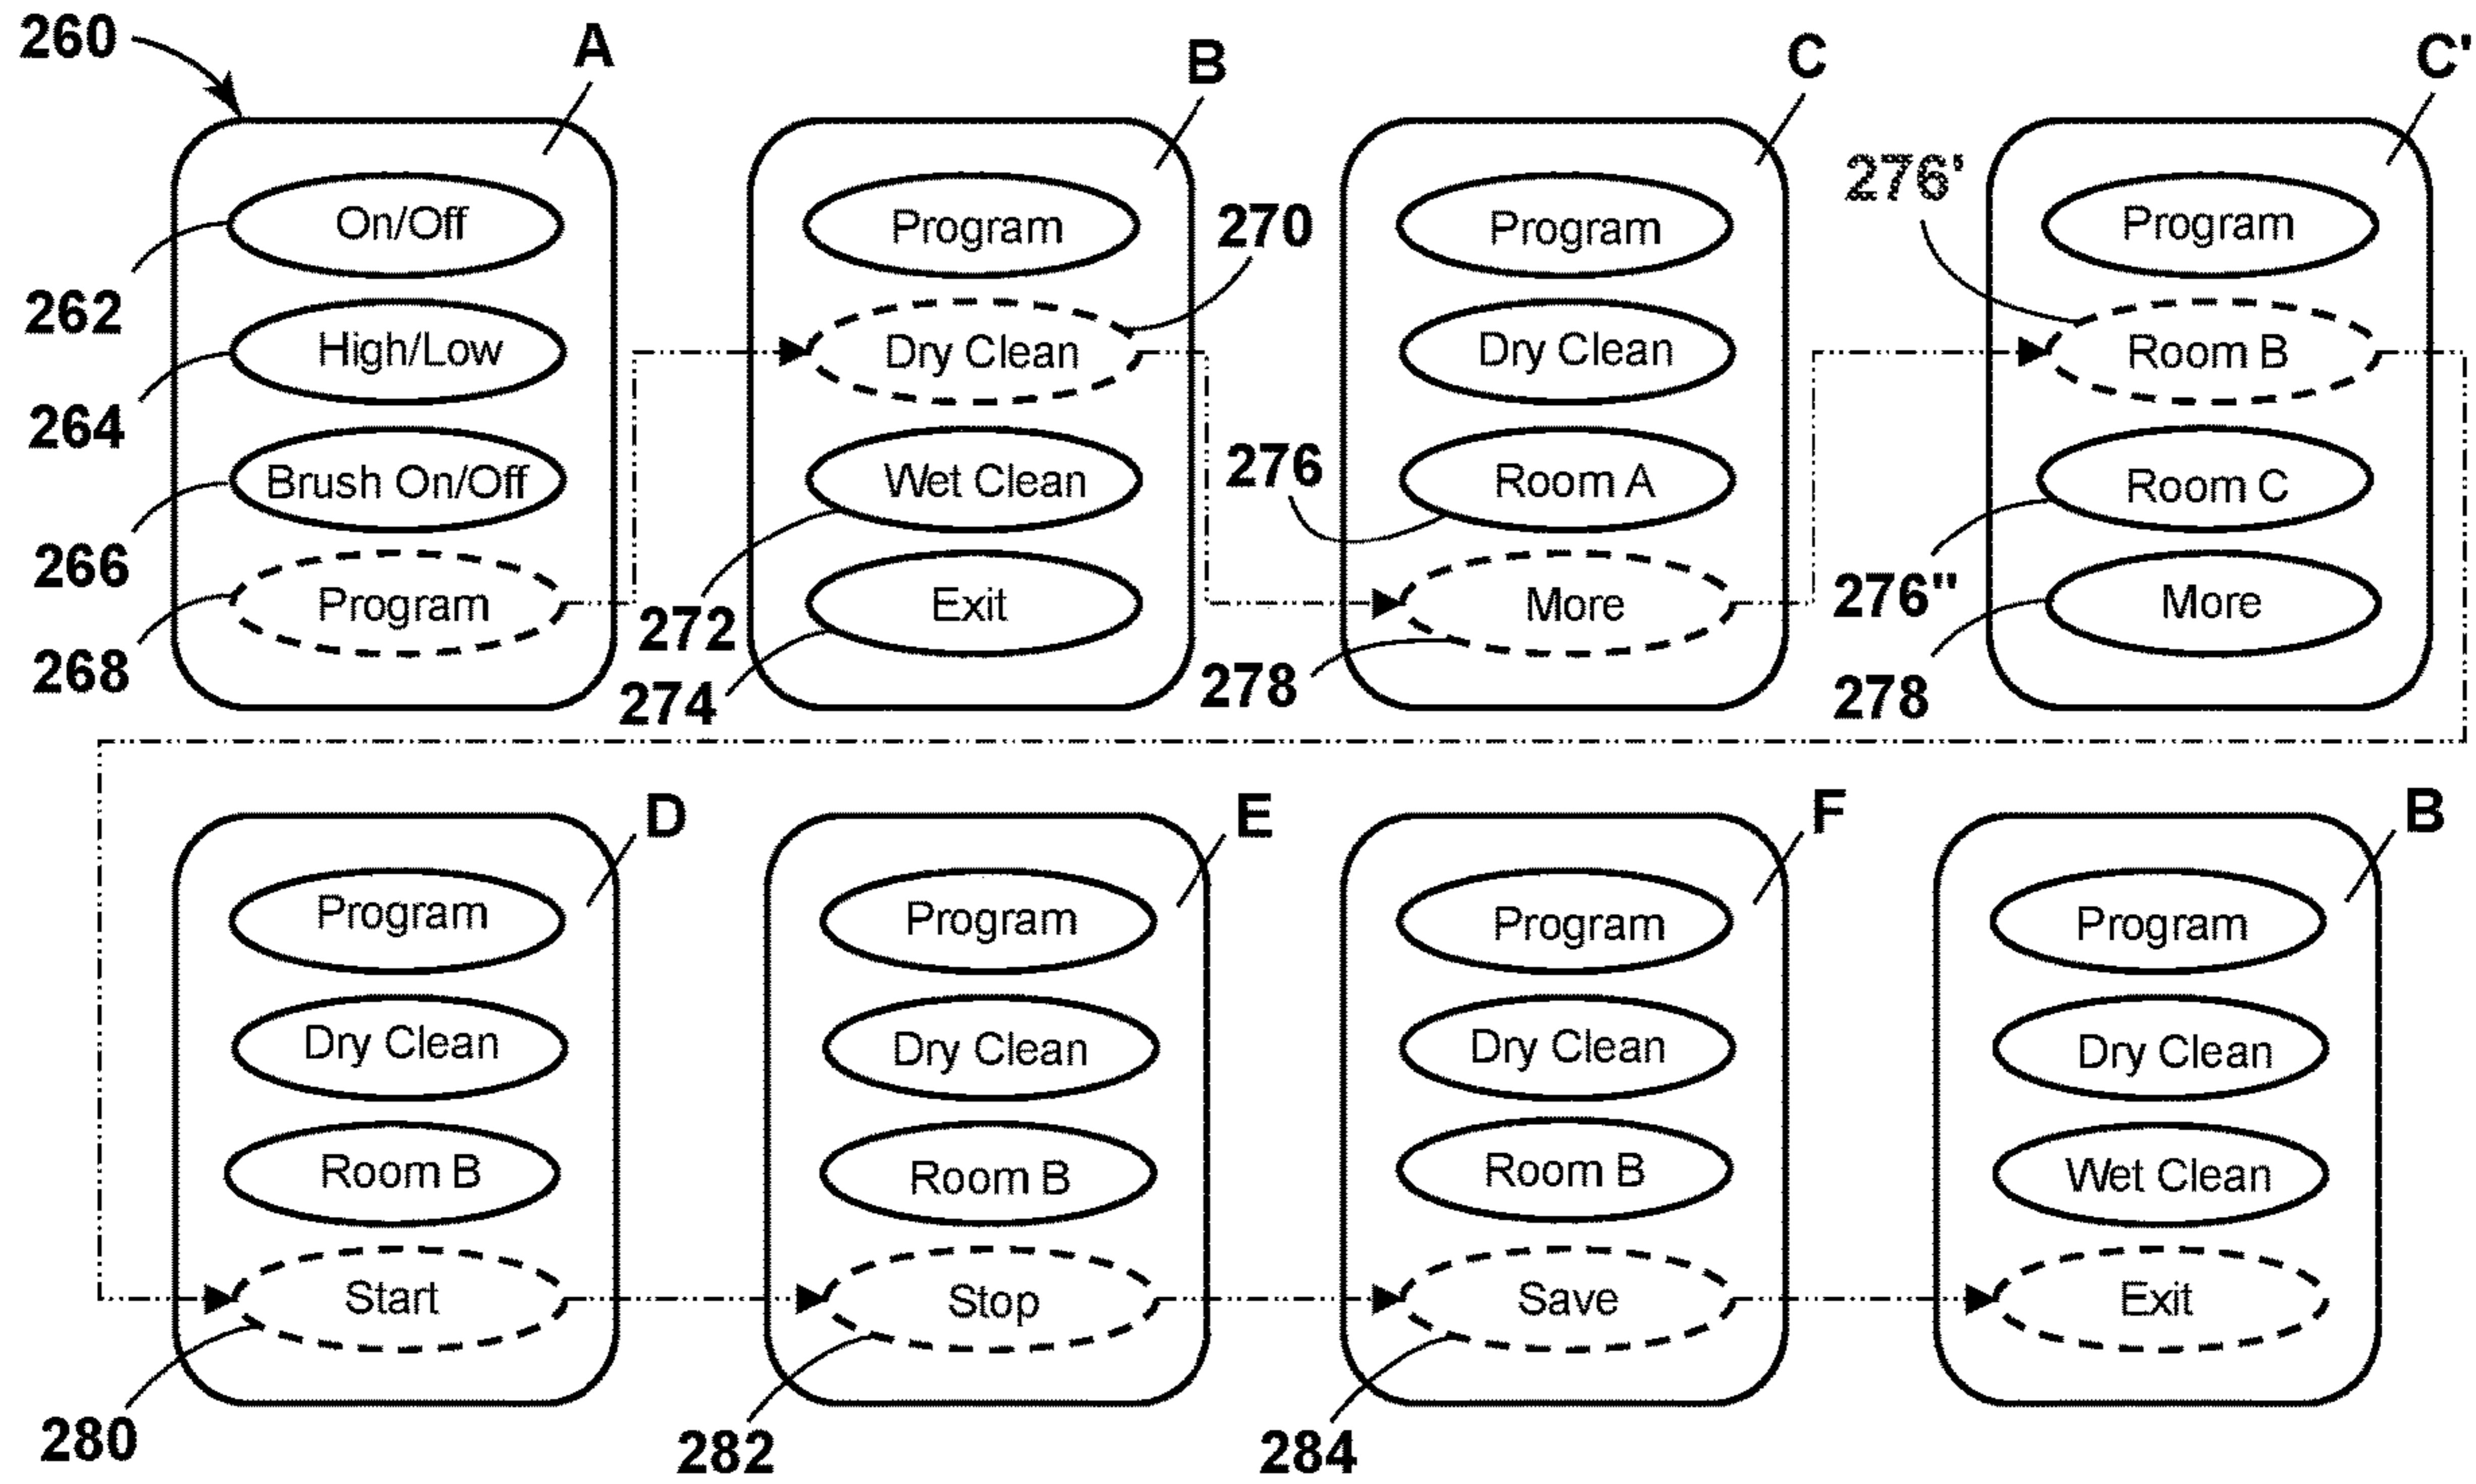 260
A
B
C
C'
On/Off
High/Low
Brush On/Off
Program
262
264
266
268
Program
Dry Clean
Wet Clean
Exit
270
272
274
Program
Dry Clean
Room A
More
276
278
Program
Room B
Room C
More
276'
276"
278
D
E
F
B
Program
Dry Clean
Room B
Start
280
Program
Dry Clean
Room B
Stop
282
Program
Dry Clean
Room B
Save
284
Program
Dry Clean
Wet Clean
Exit